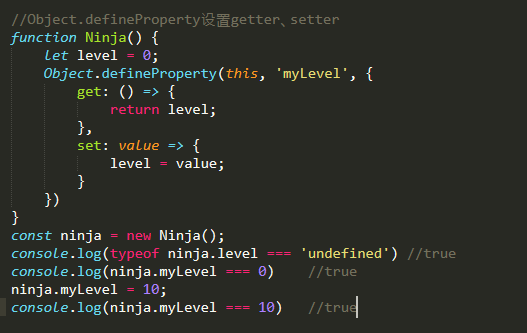 //Object.defineProperty设置getter、setter
function Ninja() {
    let level = 0;
    Object.defineProperty(this, 'myLevel', {
        get: () => {
            return level;
        },
        set: value => {
            level = value;
        }
    })
}
const ninja = new Ninja();
console.log(typeof ninja.level === 'undefined') //true
console.log(ninja.myLevel === 0)    //true
ninja.myLevel = 10;
console.log(ninja.myLevel === 10)   //true